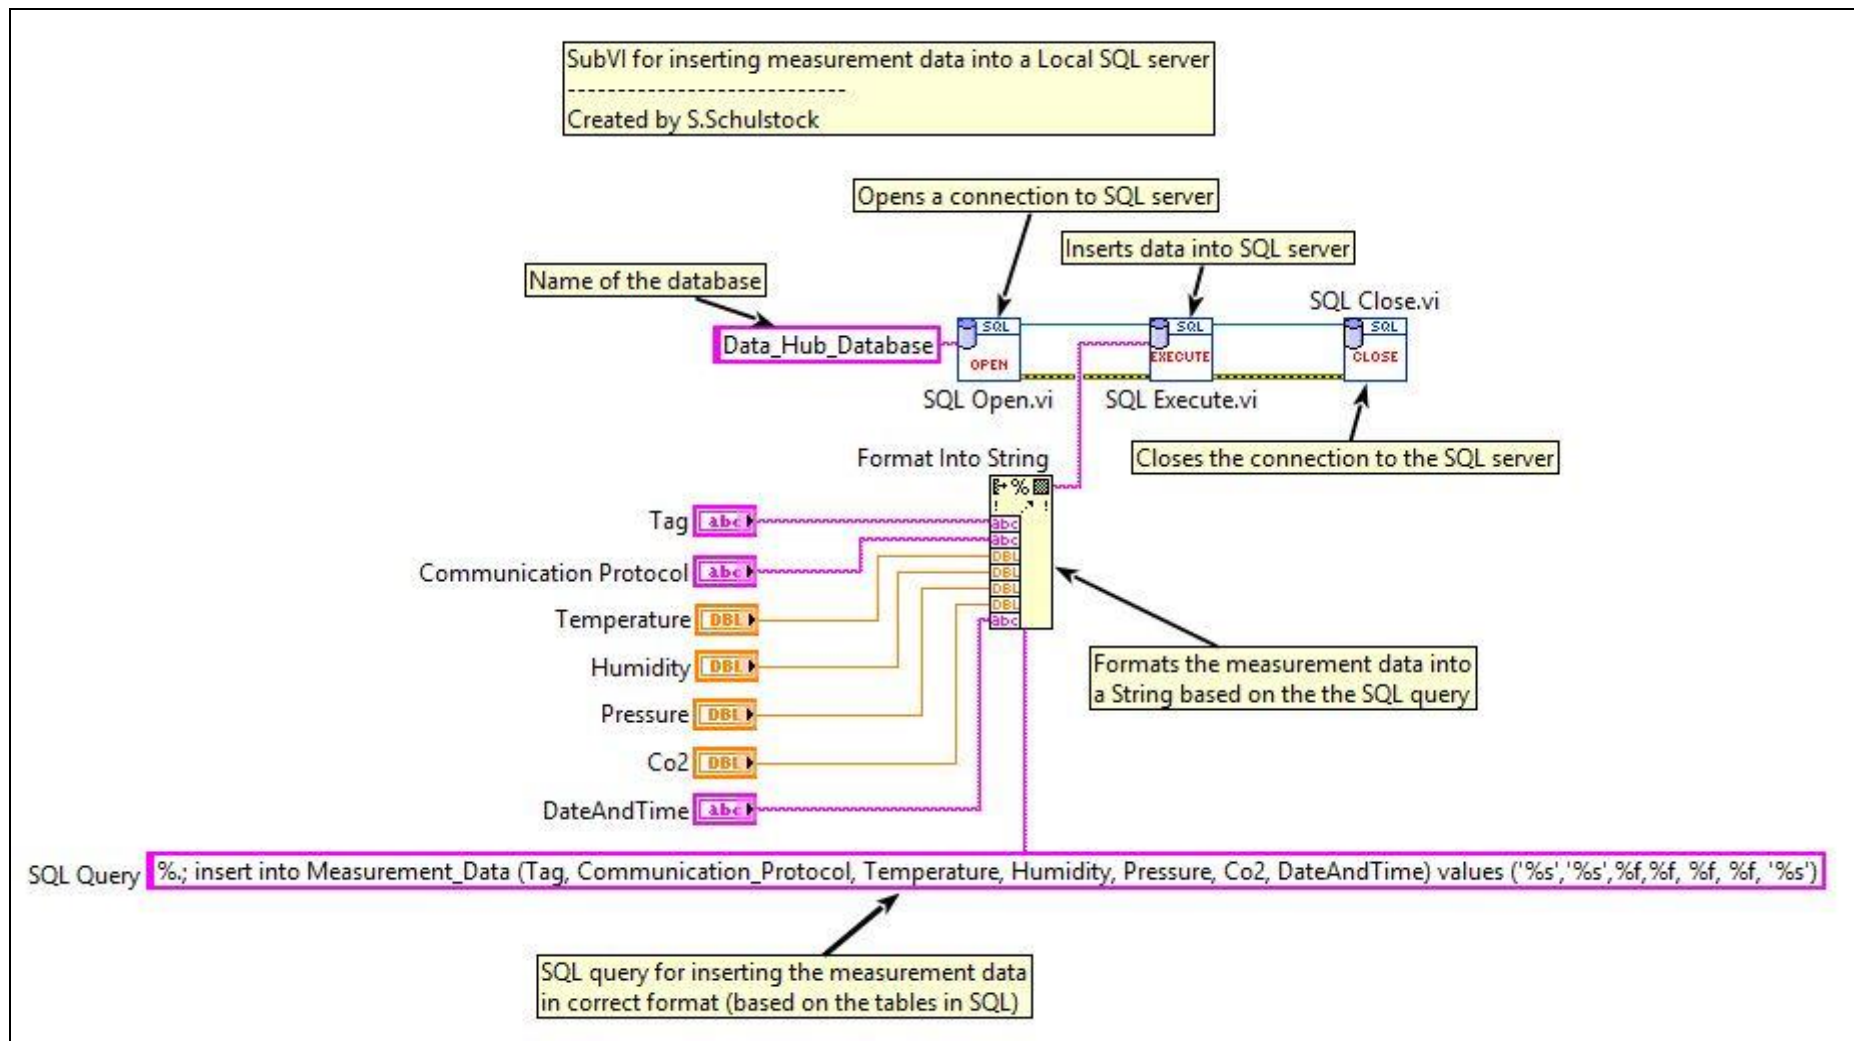 SubVI for inserting measurement data into a Local SQL server
----------------------------
Created by S.Schulstock
Opens a connection to SQL server
Inserts data into SQL server
Name of the database
SQL Close.vi
Data_Hub_Database
SQL
OPEN
SQL
EXECUTE
SQL
CLOSE
SQL Open.vi
SQL Execute.vi
Closes the connection to the SQL server
Format Into String
%
! !
Tag
abc
abc
Communication Protocol
abc
abc
Temperature
DBL
DBL
Humidity
DBL
DBL
Pressure
DBL
DBL
Co2
DBL
DBL
DateAndTime
abc
abc
Formats the measurement data into
a String based on the the SQL query
SQL Query
%.; insert into Measurement_Data (Tag, Communication_Protocol, Temperature, Humidity, Pressure, Co2, DateAndTime) values ('%s','%s',%f,%f, %f, %f, '%s')
SQL query for inserting the measurement data
in correct format (based on the tables in SQL)